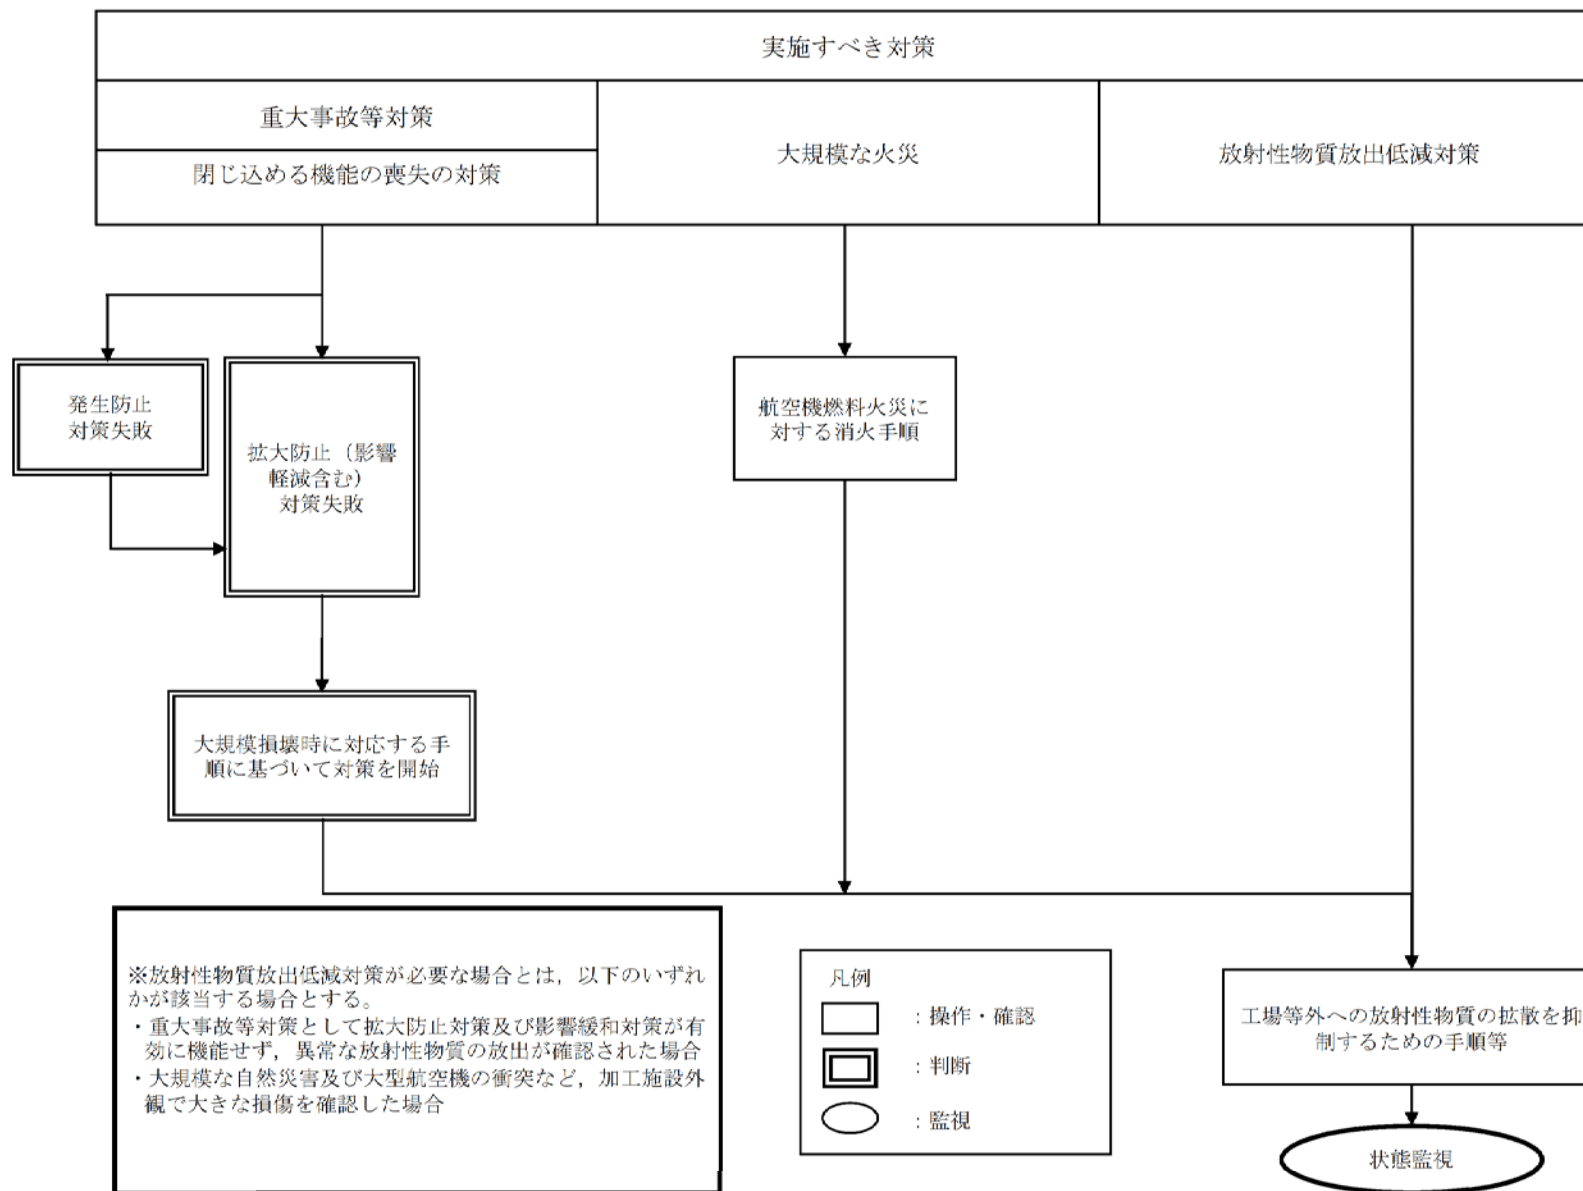 実施すべき対策
重大事故等対策
閉じ込める機能の喪失の対策
大規模な火災
放射性物質放出低減対策
発生防止
対策失敗
拡大防止（影響
軽減含む）
対策失敗
航空機燃料火災に
対する消火手順
大規模損壊時に対応する手
順に基づいて対策を開始
※放射性物質放出低減対策が必要な場合とは，以下のいずれ
かが該当する場合とする。
・重大事故等対策として拡大防止対策及び影響緩和対策が有
効に機能せず，異常な放射性物質の放出が確認された場合
・大規模な自然災害及び大型航空機の衝突など，加工施設外
観で大きな損傷を確認した場合
凡例
：操作・確認
：判断
：監視
工場等外への放射性物質の拡散を抑
制するための手順等
状態監視